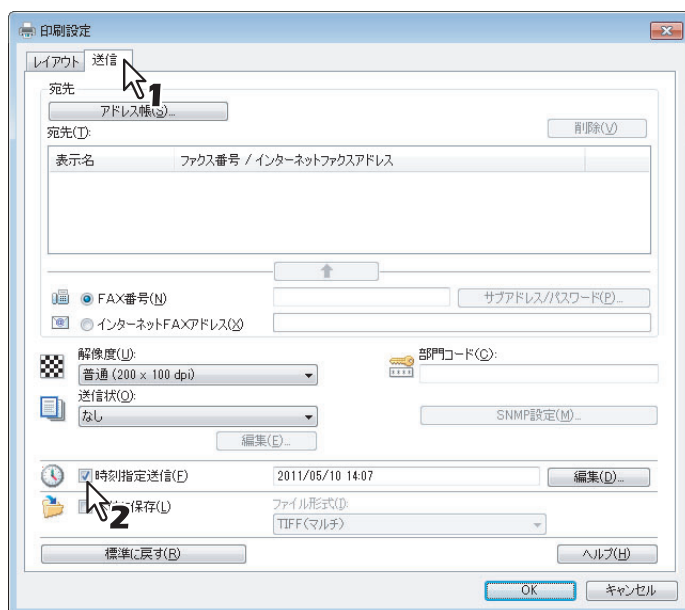 印刷設定
レイアウト 送信
1
宛先
アドレス帳(S)...
宛先(T): 削除(V)
表示名 ファクス番号 / インターネットファクスアドレス
FAX番号(N) サブアドレス/パスワード(P)...
インターネットFAXアドレス(X)
解像度(U): 部門コード(C):
普通 (200 x 100 dpi)
送信状(O):
なし SNMP設定(M)...
編集(E)...
時刻指定送信(F) 2011/05/10 14:07 編集(D)...
2
保存(L) ファイル形式(I):
TIFF(マルチ)
標準に戻す(R) ヘルプ(H)
OK キャンセル